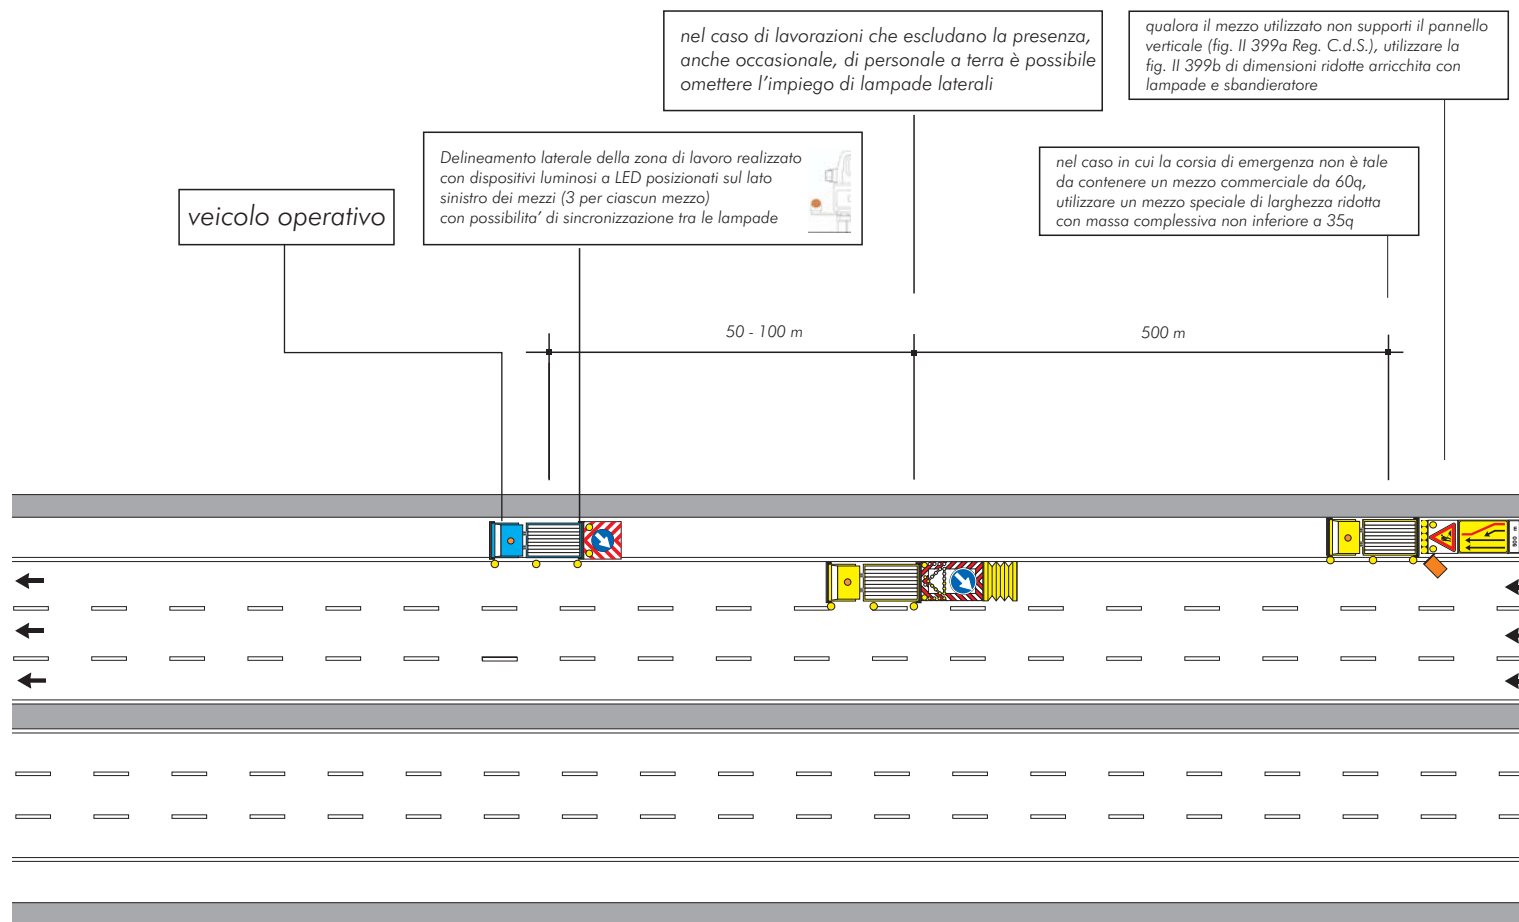 nel caso di lavorazioni che escludano la presenza,
anche occasionale, di personale a terra è possibile
omettere l'impiego di lampade laterali
qualora il mezzo utilizzato non supporti il pannello
verticale (fig. II 399a Reg. C.d.S.), utilizzare la
fig. II 399b di dimensioni ridotte arricchita con
lampade e sbandieratore
Delineamento laterale della zona di lavoro realizzato
con dispositivi luminosi a LED posizionati sul lato
sinistro dei mezzi (3 per ciascun mezzo)
con possibilita' di sincronizzazione tra le lampade
nel caso in cui la corsia di emergenza non è tale
da contenere un mezzo commerciale da 60q,
utilizzare un mezzo speciale di larghezza ridotta
con massa complessiva non inferiore a 35q
veicolo operativo
50 - 100 m
500 m
500 m